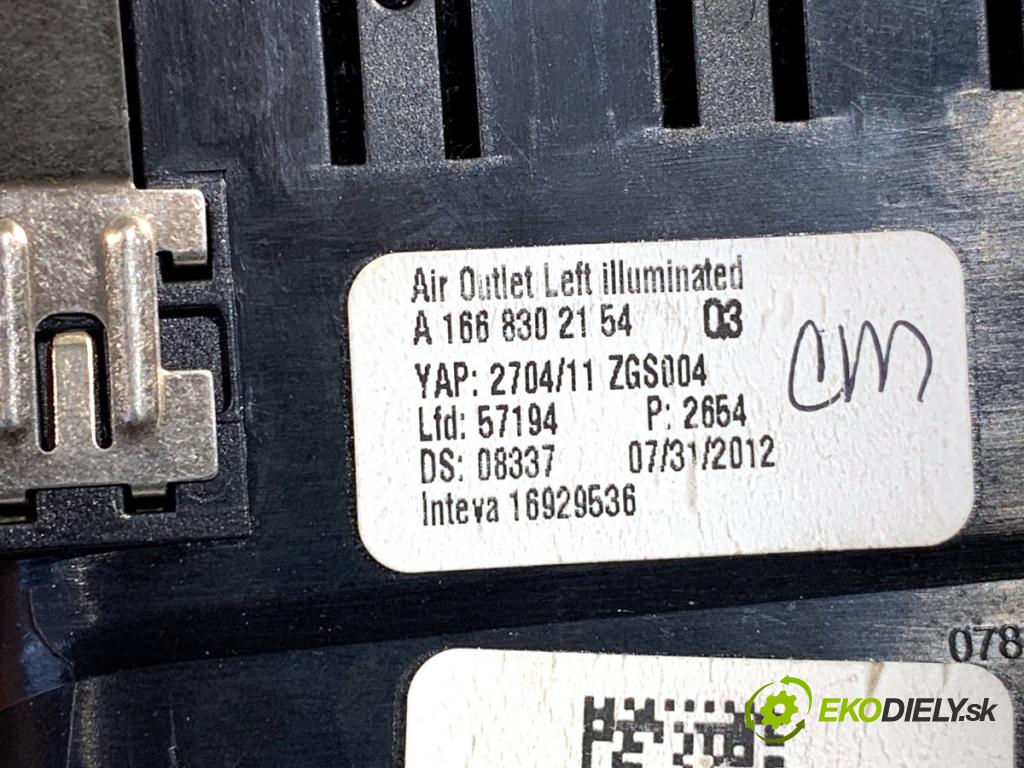 Air Outlet Left illuminated
A 166 830 21 54 03
YAP: 2704/11 ZGS004
Lfd: 57194 P: 2654
DS: 08337 07/31/2012
Inteva 16929536
CM
078
EKODIELY.sk